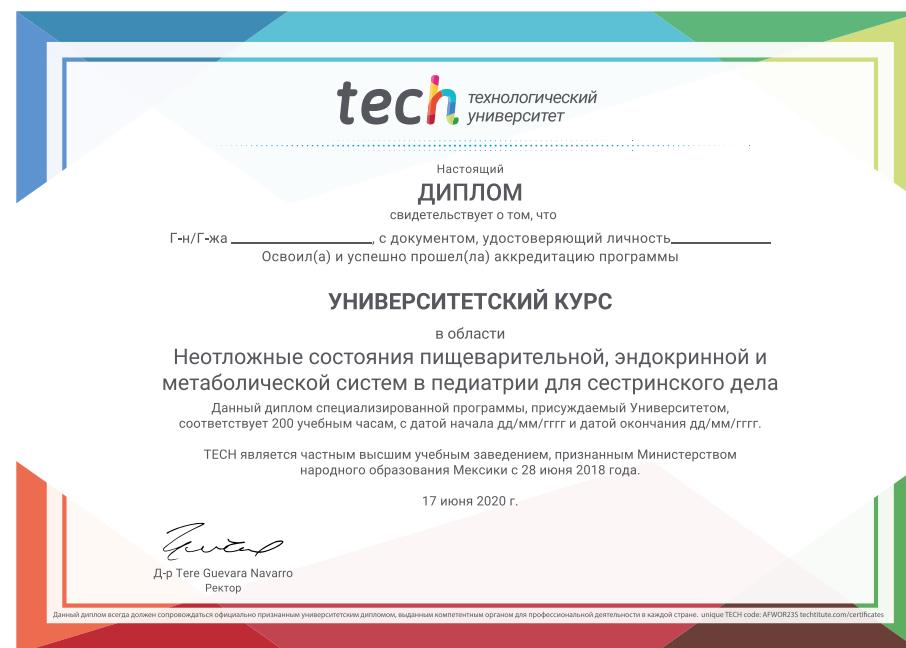 tech технологический
университет
Настоящий
ДИПЛОМ
свидетельствует о том, что
Г-н/Г-жа ____________________, с документом, удостоверяющий личность______________
Освоил(а) и успешно прошел(ла) аккредитацию программы
УНИВЕРСИТЕТСКИЙ КУРС
в области
Неотложные состояния пищеварительной, эндокринной и
метаболической систем в педиатрии для сестринского дела
Данный диплом специализированной программы, присуждаемый Университетом,
соответствует 200 учебным часам, с датой начала дд/мм/гггг и датой окончания дд/мм/гггг.
TECH является частным высшим учебным заведением, признанным Министерством
народного образования Мексики с 28 июня 2018 года.
17 июня 2020 г.
Д-р Tere Guevara Navarro
Ректор
Данный диплом всегда должен сопровождаться официально признанным университетским дипломом, выданным компетентным органом для профессиональной деятельности в каждой стране. unique TECH code: AFWOR23S techtitute.com/certificates